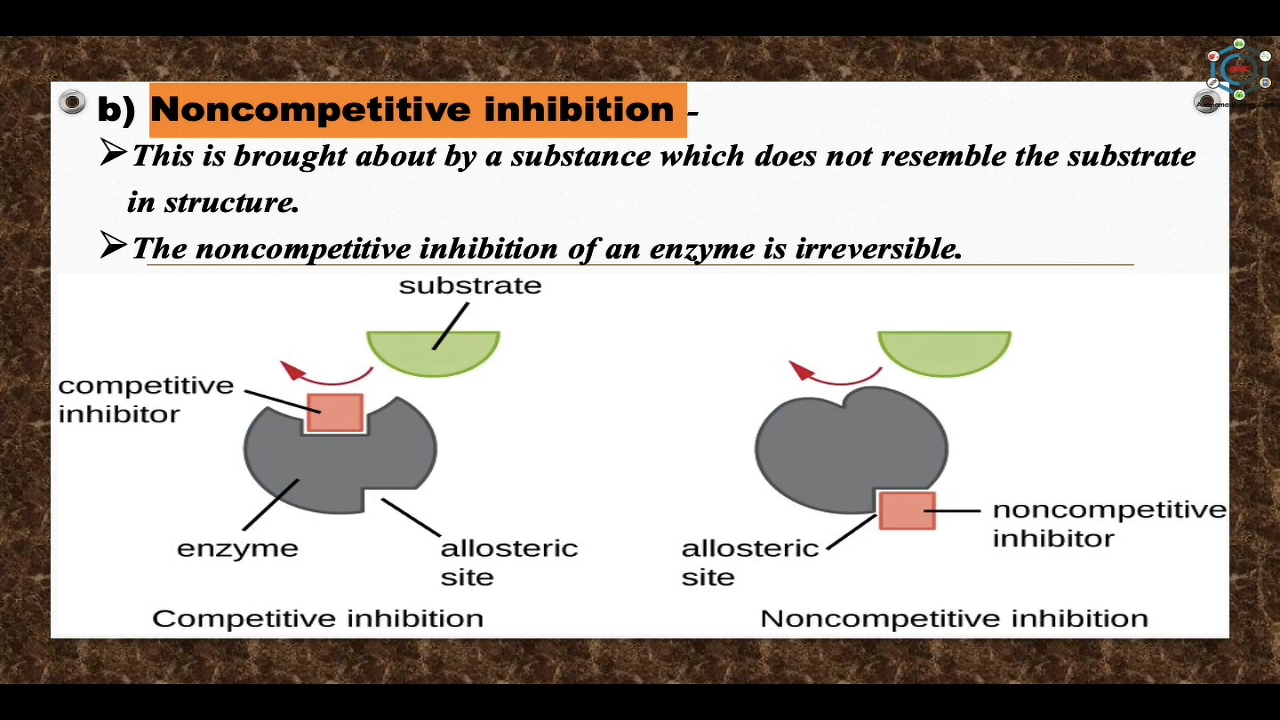 b) Noncompetitive inhibition -
➢This is brought about by a substance which does not resemble the substrate
in structure.
➢The noncompetitive inhibition of an enzyme is irreversible.
substrate
competitive
inhibitor
enzyme
allosteric
site
Competitive inhibition
allosteric
site
noncompetitive
inhibitor
Noncompetitive inhibition